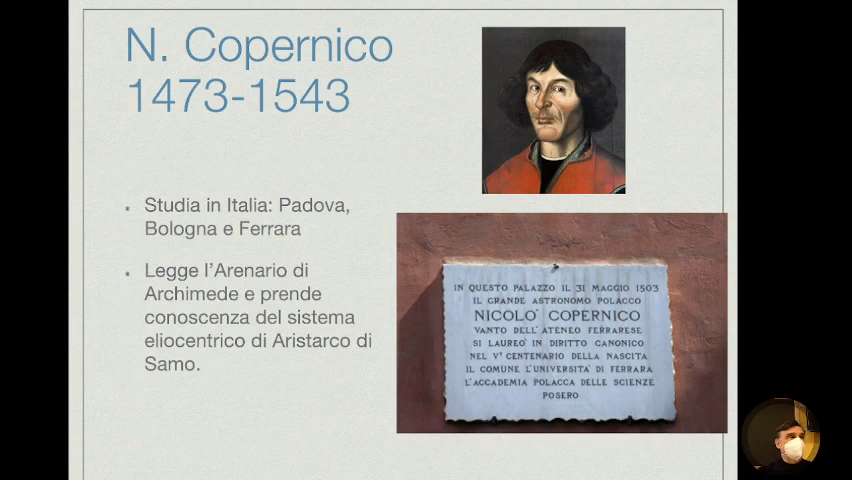 N. Copernico
1473-1543
Studia in Italia: Padova,
Bologna e Ferrara
Legge l'Arenario di
Archimede e prende
conoscenza del sistema
eliocentrico di Aristarco di
Samo.
IN QUESTO PALAZZO IL 31 MAGGIO 1503
IL GRANDE ASTRONOMO POLACCO
NICOLO' COPERNICO
VANTO DELL'ATENEO FERRARESE
SI LAUREO' IN DIRITTO CANONICO
NEL V° CENTENARIO DELLA NASCITA
IL COMUNE L'UNIVERSITA' DI FERRARA
L'ACCADEMIA POLACCA DELLE SCIENZE
POSERO